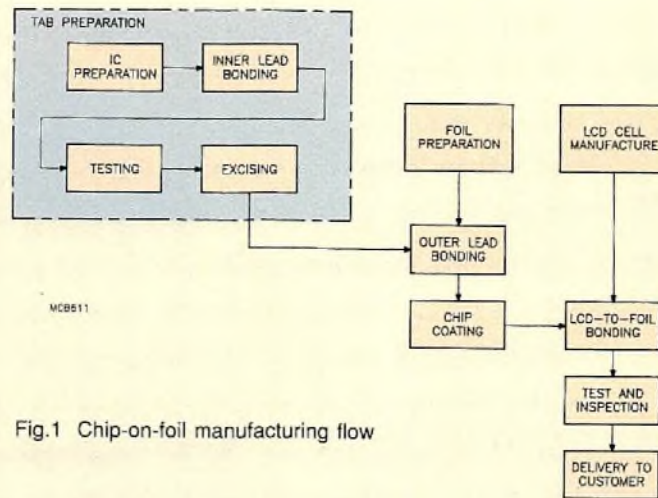 TAB PREPARATION
IC
PREPARATION
INNER LEAD
BONDING
TESTING
EXCISING
FOIL
PREPARATION
LCD CELL
MANUFACTURE
OUTER LEAD
BONDING
CHIP
COATING
LCD-TO-FOIL
BONDING
TEST AND
INSPECTION
DELIVERY TO
CUSTOMER
MCB511
Fig.1 Chip-on-foil manufacturing flow